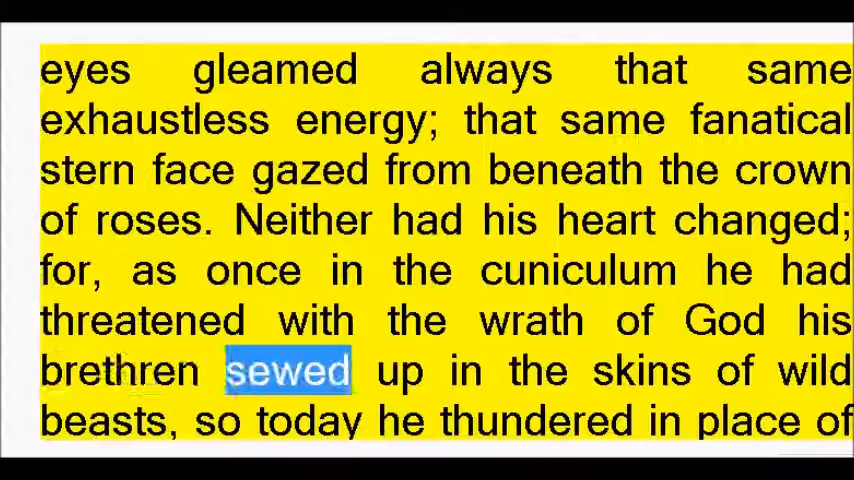 eyes gleamed always that same
exhaustless energy; that same fanatical
stern face gazed from beneath the crown
of roses. Neither had his heart changed;
for, as once in the cuniculum he had
threatened with the wrath of God his
brethren sewed up in the skins of wild
beasts, so today he thundered in place of